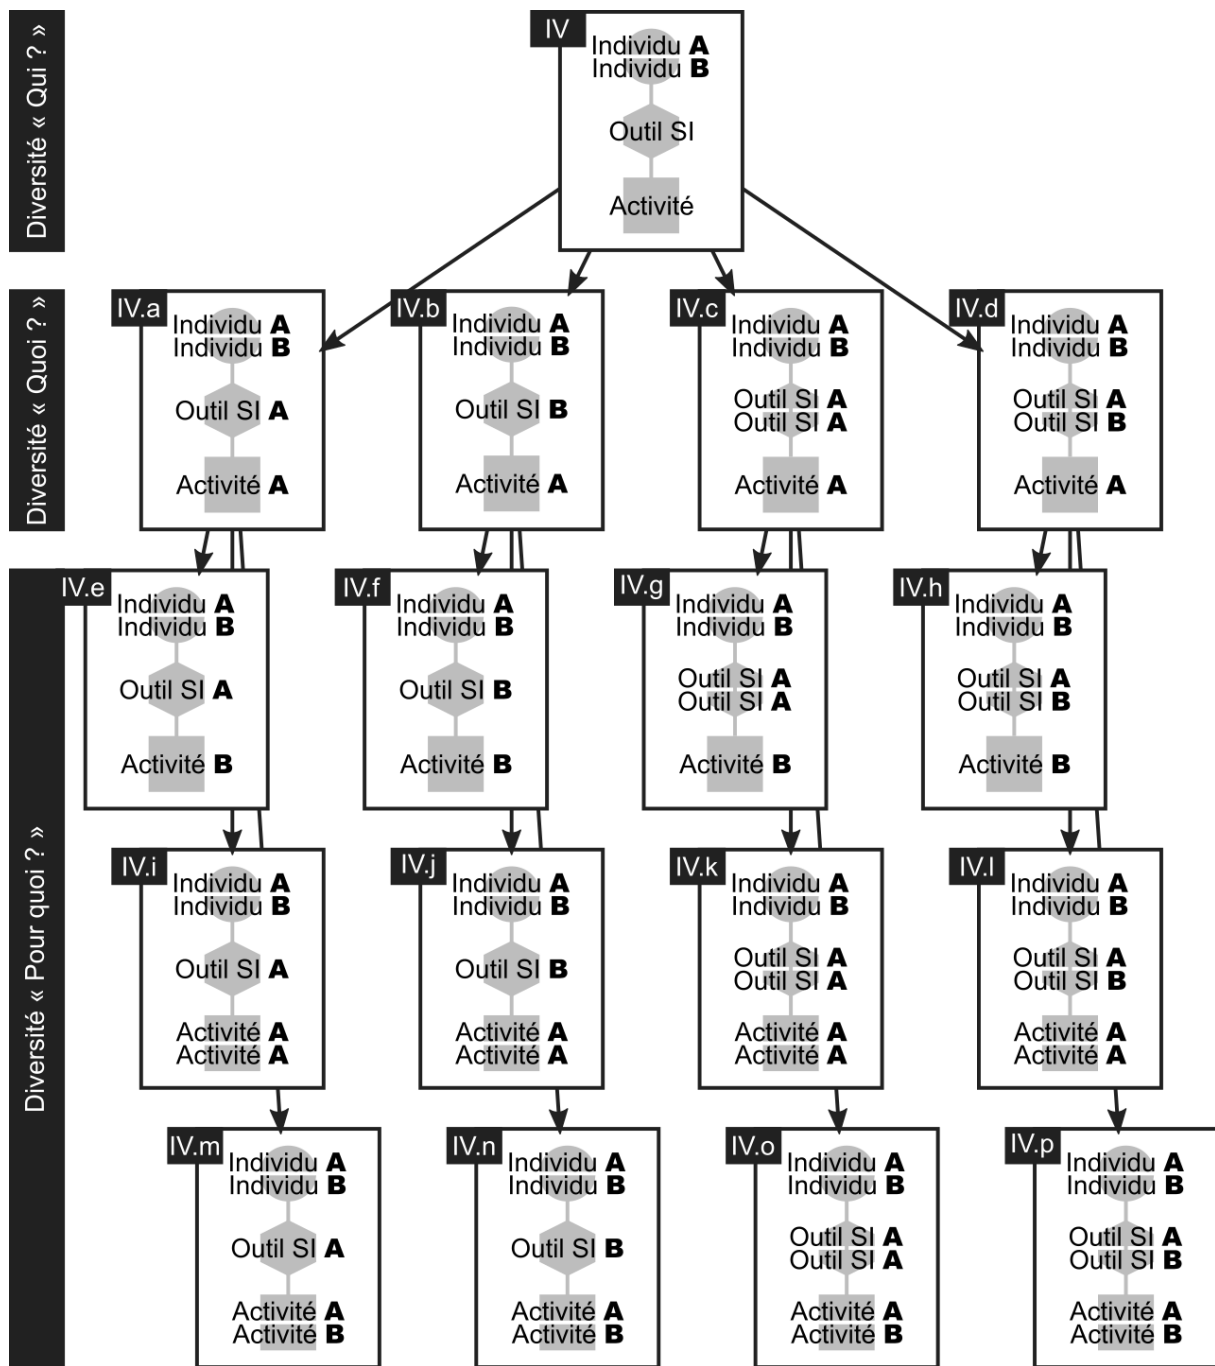 Diversité « Qui ? »
IV
Individu A
Individu B
Outil SI
Activité
Diversité « Quoi ? »
IV.a
Individu A
Individu B
Outil SI A
Activité A
IV.b
Individu A
Individu B
Outil SI B
Activité A
IV.c
Individu A
Individu B
Outil SI A
Outil SI A
Activité A
IV.d
Individu A
Individu B
Outil SI A
Outil SI B
Activité A
Diversité « Pour quoi ? »
IV.e
Individu A
Individu B
Outil SI A
Activité B
IV.f
Individu A
Individu B
Outil SI B
Activité B
IV.g
Individu A
Individu B
Outil SI A
Outil SI A
Activité B
IV.h
Individu A
Individu B
Outil SI A
Outil SI B
Activité B
IV.i
Individu A
Individu B
Outil SI A
Activité A
Activité A
IV.j
Individu A
Individu B
Outil SI B
Activité A
Activité A
IV.k
Individu A
Individu B
Outil SI A
Outil SI A
Activité A
Activité A
IV.l
Individu A
Individu B
Outil SI A
Outil SI B
Activité A
Activité A
IV.m
Individu A
Individu B
Outil SI A
Activité A
Activité B
IV.n
Individu A
Individu B
Outil SI B
Activité A
Activité B
IV.o
Individu A
Individu B
Outil SI A
Outil SI A
Activité A
Activité B
IV.p
Individu A
Individu B
Outil SI A
Outil SI B
Activité A
Activité B